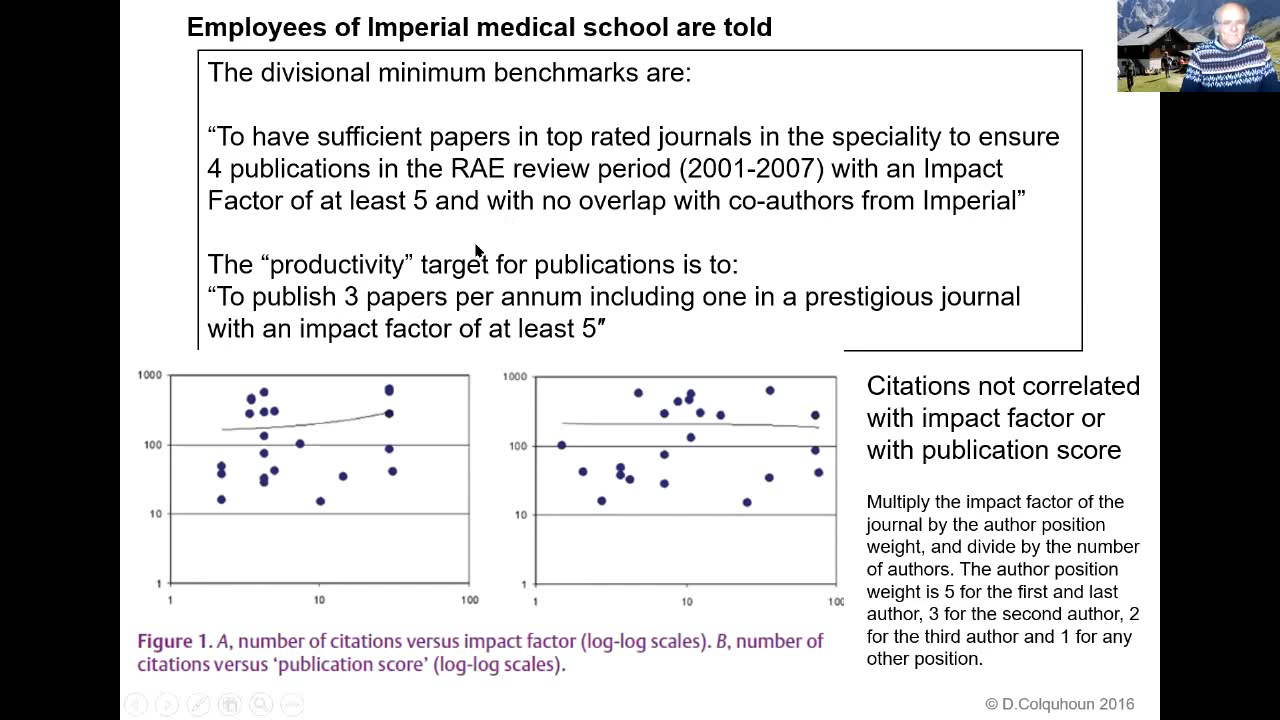 Employees of Imperial medical school are told
The divisional minimum benchmarks are:
“To have sufficient papers in top rated journals in the speciality to ensure
4 publications in the RAE review period (2001-2007) with an Impact
Factor of at least 5 and with no overlap with co-authors from Imperial”
The “productivity” target for publications is to:
“To publish 3 papers per annum including one in a prestigious journal
with an impact factor of at least 5″
1000
100
10
1
1
10
100
1000
100
10
1
1
10
100
Citations not correlated
with impact factor or
with publication score
Multiply the impact factor of the
journal by the author position
weight, and divide by the number
of authors. The author position
weight is 5 for the first and last
author, 3 for the second author, 2
for the third author and 1 for any
other position.
Figure 1. A, number of citations versus impact factor (log-log scales). B, number of
citations versus ‘publication score’ (log-log scales).
© D.Colquhoun 2016